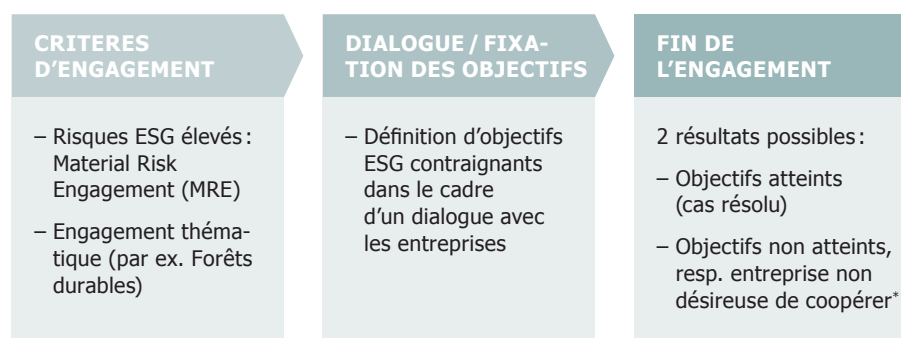 CRITERES
D'ENGAGEMENT
– Risques ESG élevés :
Material Risk
Engagement (MRE)
– Engagement théma-
tique (par ex. Forêts
durables)
DIALOGUE / FIXA-
TION DES OBJECTIFS
– Définition d'objectifs
ESG contraignants
dans le cadre
d'un dialogue avec
les entreprises
FIN DE
L'ENGAGEMENT
2 résultats possibles :
– Objectifs atteints
(cas résolu)
– Objectifs non atteints,
resp. entreprise non
désireuse de coopérer*